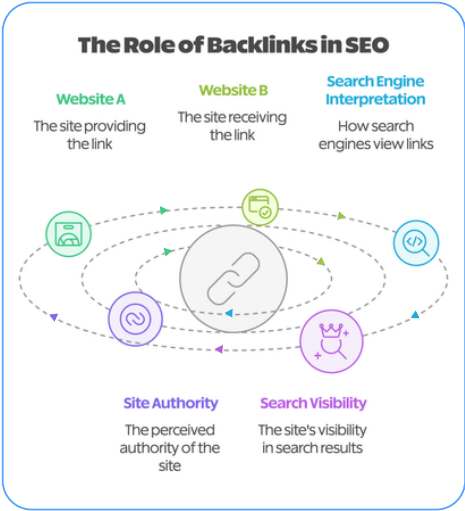 The Role of Backlinks in SEO
Website A
The site providing
the link
Website B
The site receiving
the link
Search Engine
Interpretation
How search
engines view links
Site Authority
The perceived
authority of the
site
Search Visibility
The site's visibility
in search results